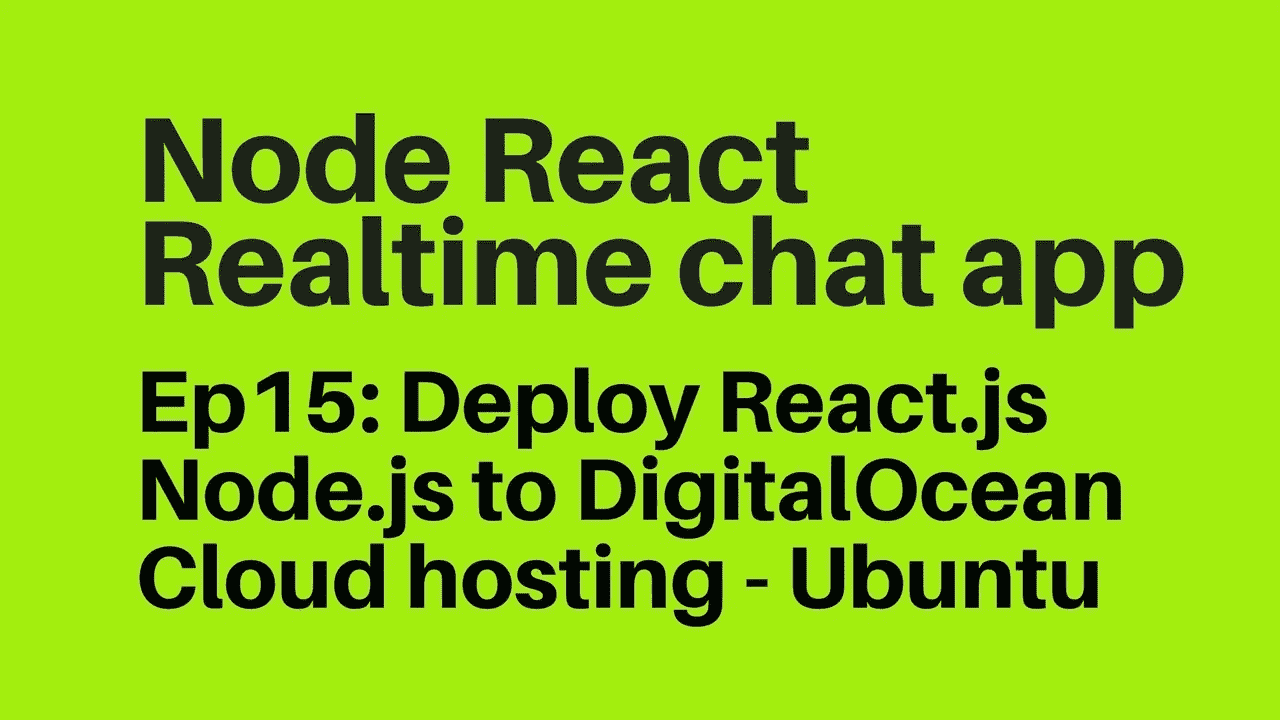 Node React
Realtime chat app
Ep15: Deploy React.js
Node.js to DigitalOcean
Cloud hosting - Ubuntu